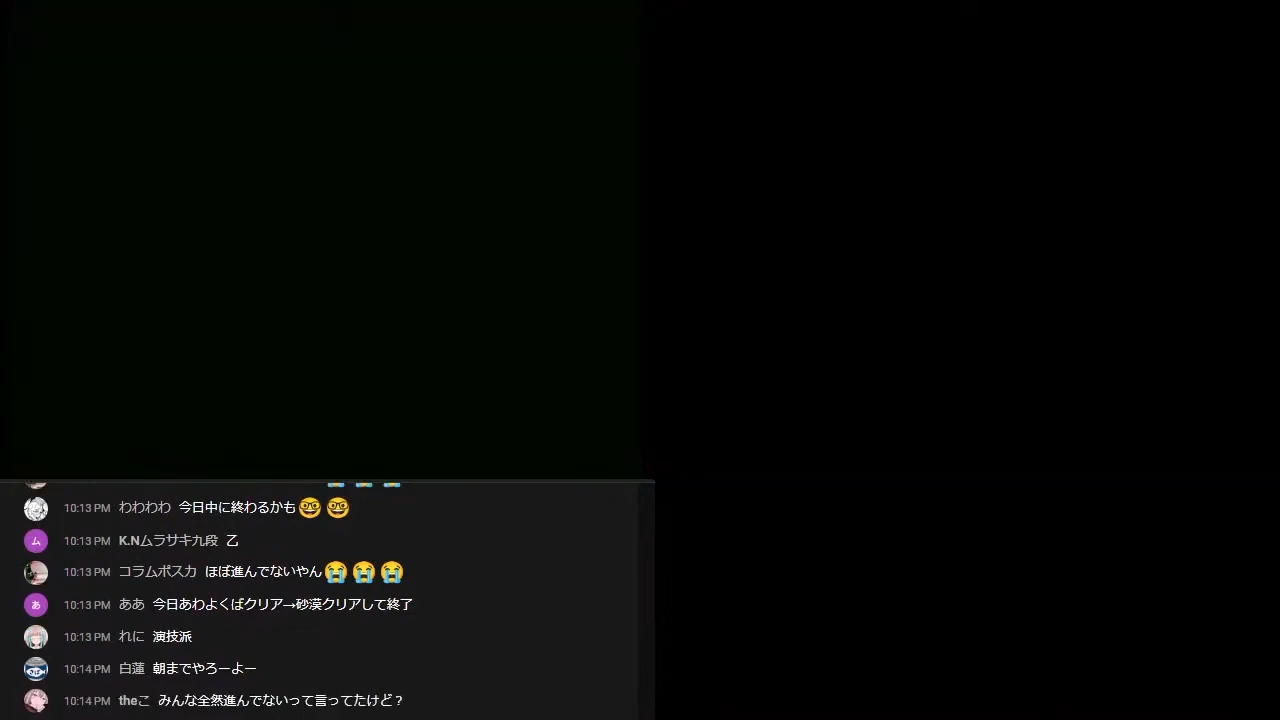 10:13 PM わわわわ 今日中に終わるかも🤓🤓
ム 10:13 PM K.Nムラサキ九段 乙
10:13 PM コラムポスカ ほぼ進んでないやん😭😭😭
あ 10:13 PM ああ 今日あわよくばクリア→砂漠クリアして終了
10:13 PM れに 演技派
10:14 PM 白蓮 朝までやろーよー
10:14 PM theこ みんな全然進んでないって言ってたけど？